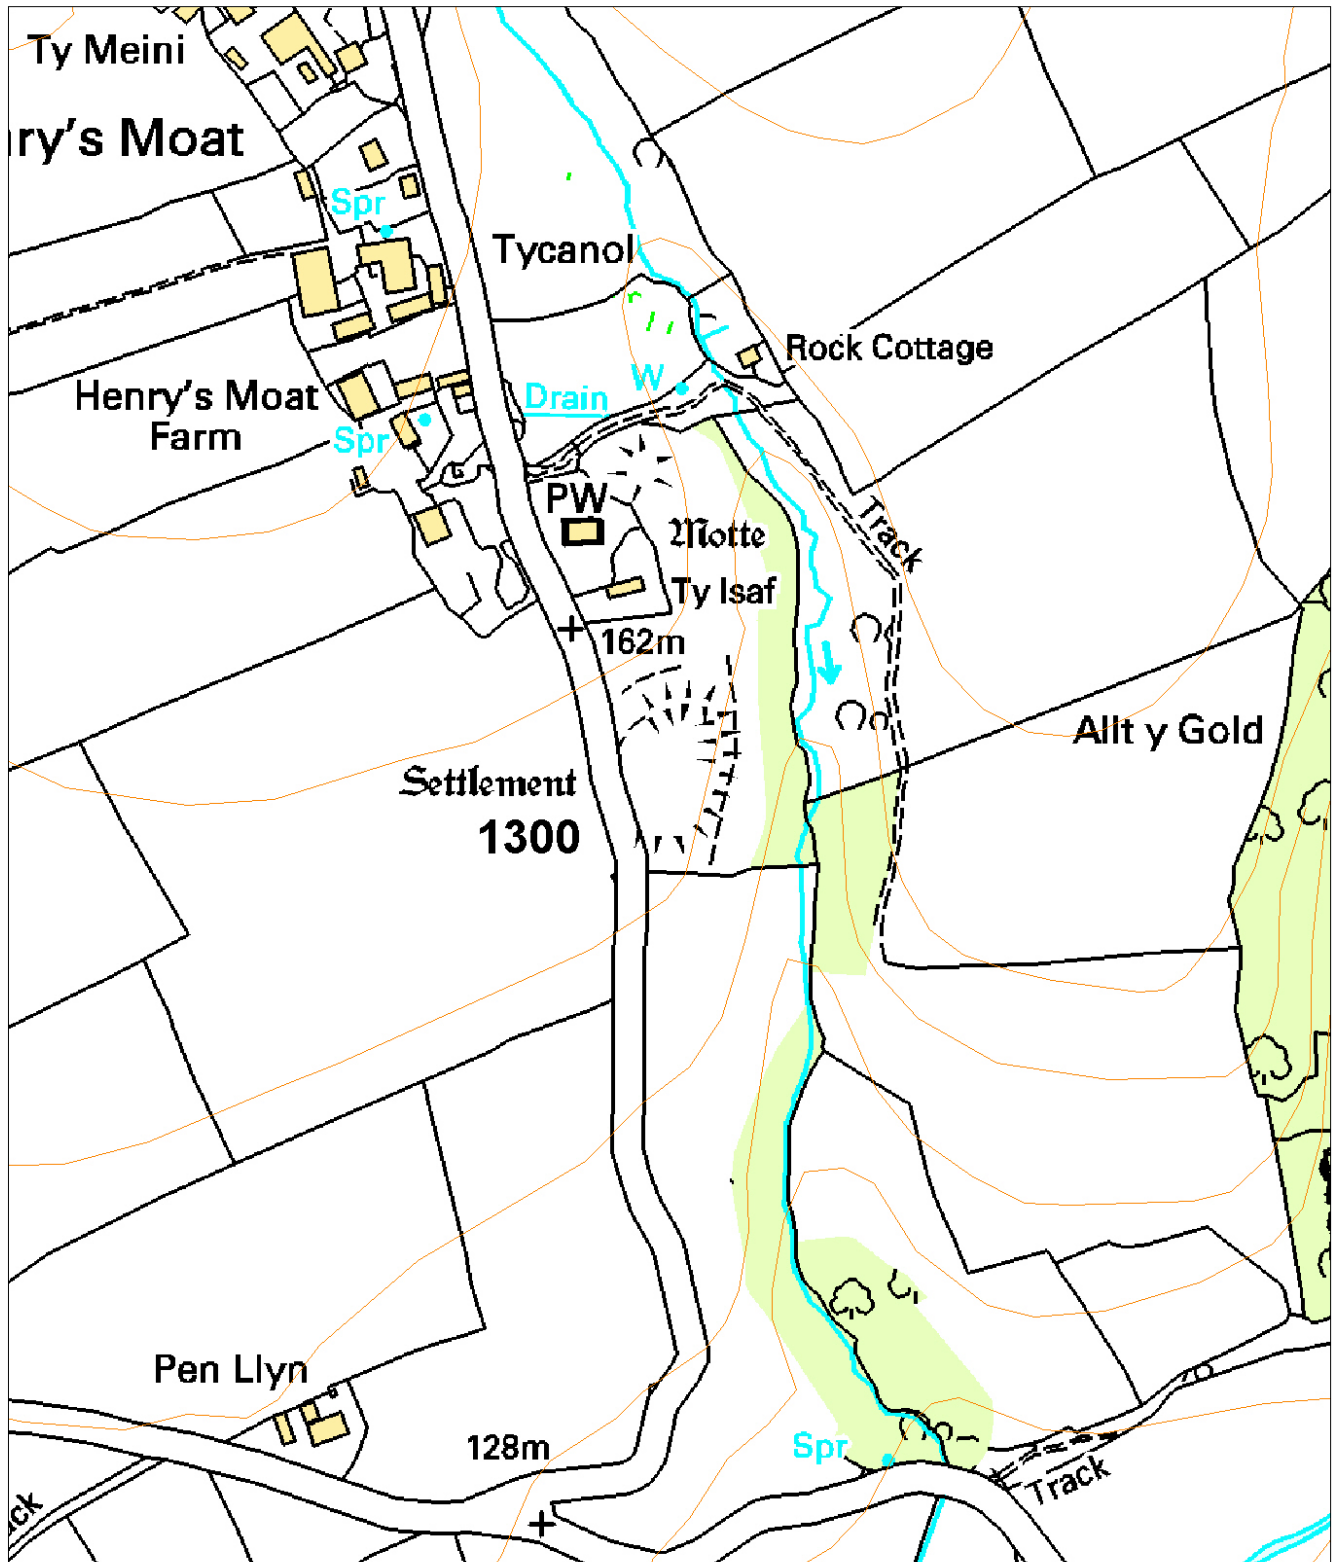 Ty Meini
ry's Moat
Spr
Tycanol
Rock Cottage
W
Drain
Henry's Moat
Farm
Spr
PW
Motte
Track
Ty Isaf
162m
Allt y Gold
Settlement
1300
Pen Llyn
128m
Spr
Track
ck